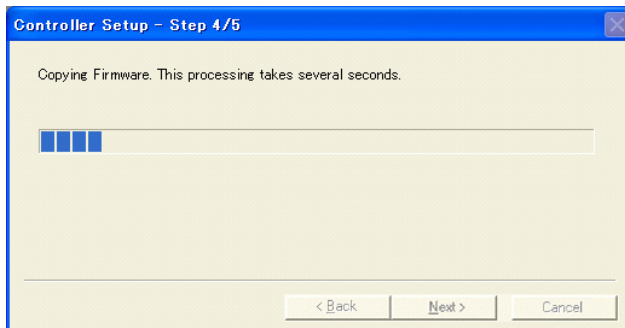 Controller Setup - Step 4/5
Copying Firmware. This processing takes several seconds.
< Back
Next >
Cancel